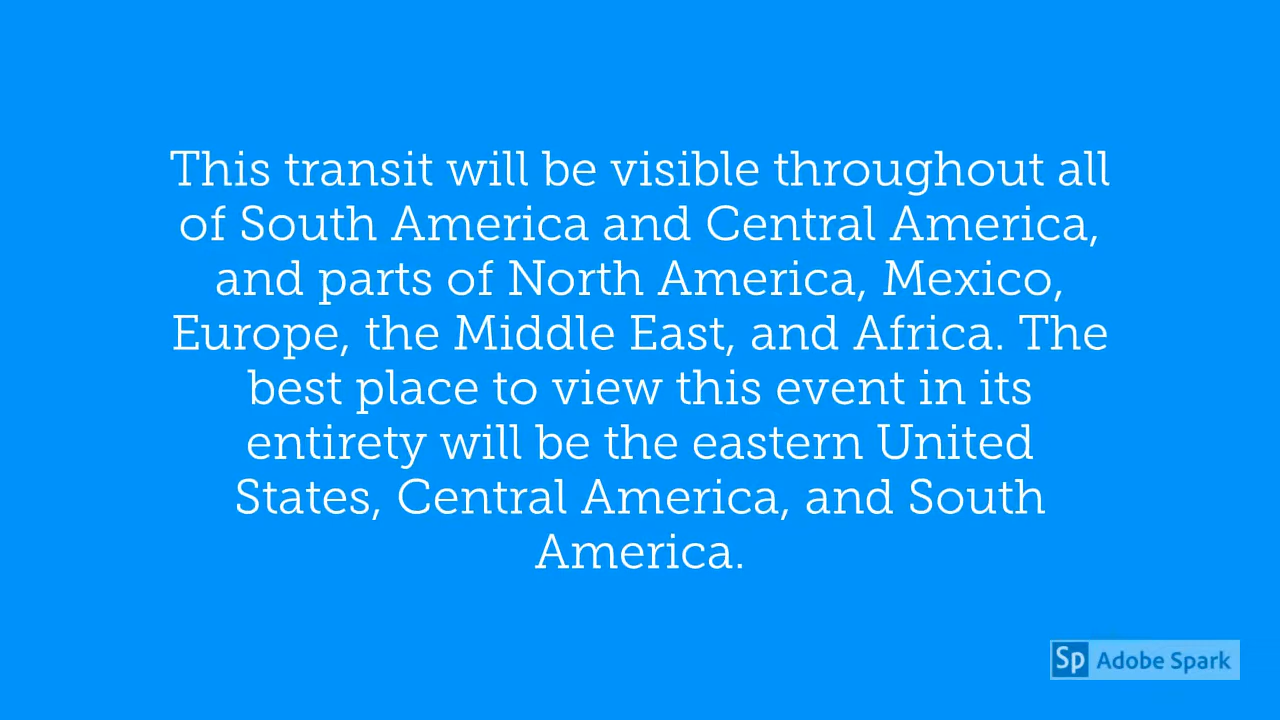 This transit will be visible throughout all
of South America and Central America,
and parts of North America, Mexico,
Europe, the Middle East, and Africa. The
best place to view this event in its
entirety will be the eastern United
States, Central America, and South
America.
Sp Adobe Spark